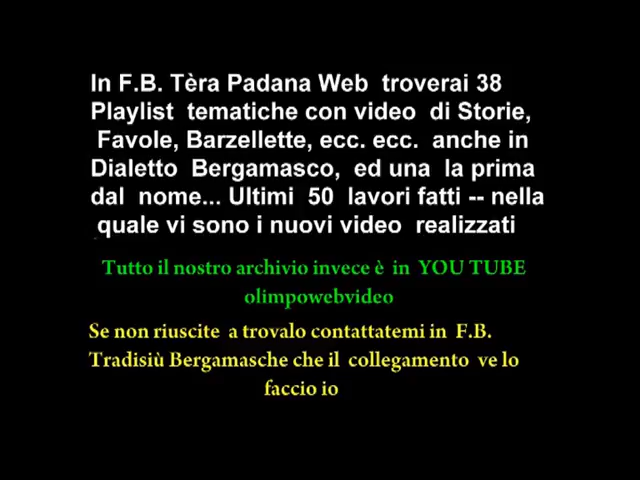 In F.B. Tèra Padana Web troverai 38
Playlist tematiche con video di Storie,
Favole, Barzellette, ecc. ecc. anche in
Dialetto Bergamasco, ed una la prima
dal nome... Ultimi 50 lavori fatti -- nella
quale vi sono i nuovi video realizzati
Tutto il nostro archivio invece è in YOU TUBE
olimpowebvideo
Se non riuscite a trovalo contattatemi in F.B.
Tradisiù Bergamasche che il collegamento ve lo
faccio io